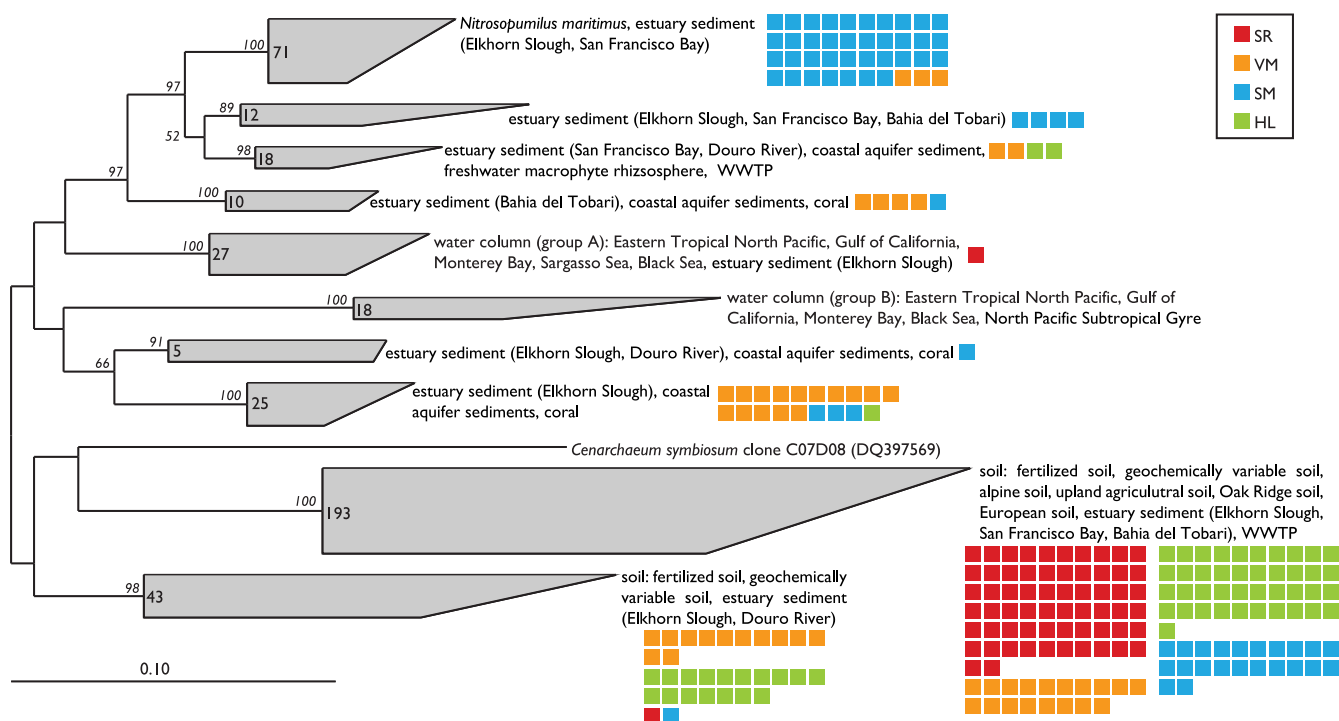 Nitrosopumilus maritimus, estuary sediment
(Elkhorn Slough, San Francisco Bay)
100
71
SR
VM
SM
HL
97
89
12
estuary sediment (Elkhorn Slough, San Francisco Bay, Bahia del Tobari)
52
98
18
estuary sediment (San Francisco Bay, Douro River), coastal aquifer sediment,
freshwater macrophyte rhizsosphere, WWTP
97
100
10
estuary sediment (Bahia del Tobari), coastal aquifer sediments, coral
100
27
water column (group A): Eastern Tropical North Pacific, Gulf of California,
Monterey Bay, Sargasso Sea, Black Sea, estuary sediment (Elkhorn Slough)
100
18
water column (group B): Eastern Tropical North Pacific, Gulf of
California, Monterey Bay, Black Sea, North Pacific Subtropical Gyre
91
5
estuary sediment (Elkhorn Slough, Douro River), coastal aquifer sediments, coral
66
100
25
estuary sediment (Elkhorn Slough), coastal
aquifer sediments, coral
Cenarchaeum symbiosum clone C07D08 (DQ397569)
100
193
soil: fertilized soil, geochemically variable soil,
alpine soil, upland agriculutral soil, Oak Ridge soil,
European soil, estuary sediment (Elkhorn Slough,
San Francisco Bay, Bahia del Tobari), WWTP
98
43
soil: fertilized soil, geochemically
variable soil, estuary sediment
(Elkhorn Slough, Douro River)
0.10